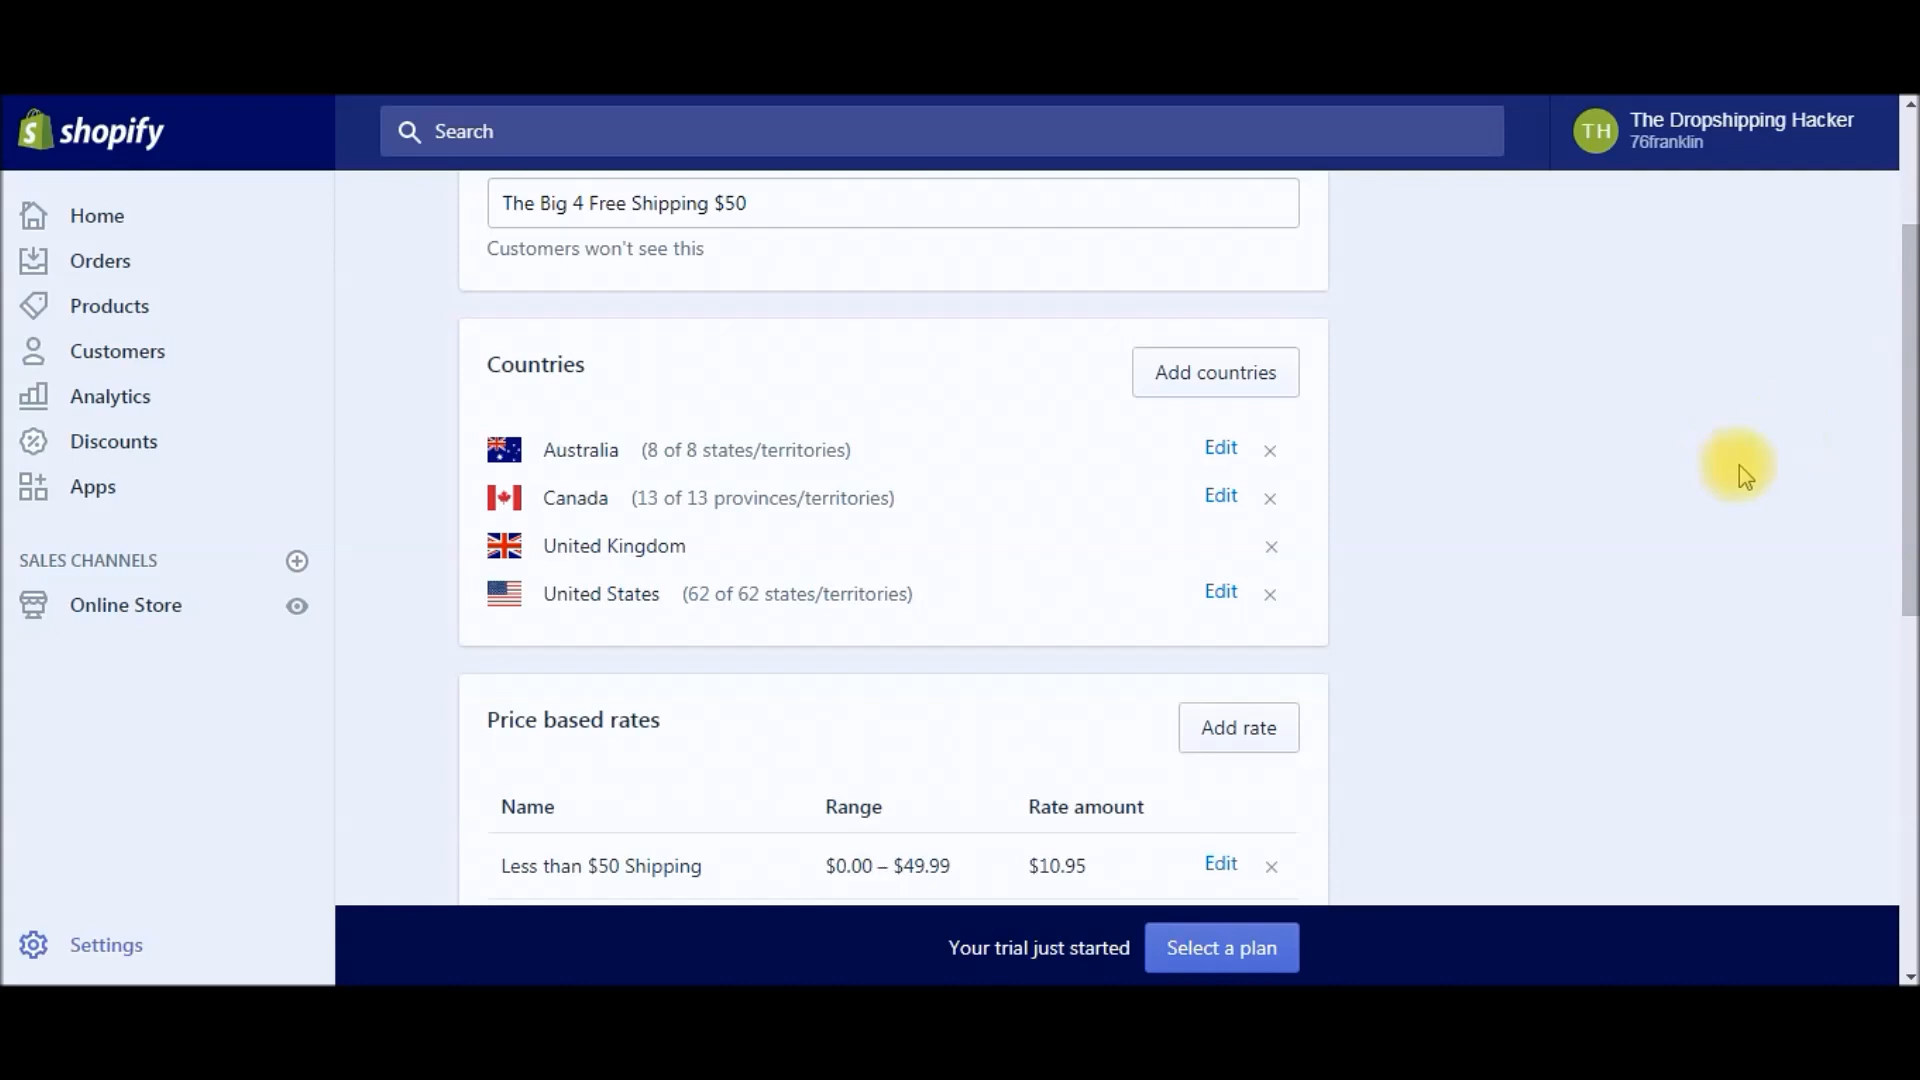 shopify
Search
TH
The Dropshipping Hacker
76franklin
Home
Orders
Products
Customers
Analytics
Discounts
Apps
SALES CHANNELS
Online Store
Settings
The Big 4 Free Shipping $50
Customers won't see this
Countries
Add countries
Australia (8 of 8 states/territories) Edit
Canada (13 of 13 provinces/territories) Edit
United Kingdom
United States (62 of 62 states/territories) Edit
Price based rates
Add rate
Name Range Rate amount
Less than $50 Shipping $0.00 – $49.99 $10.95 Edit
Your trial just started Select a plan